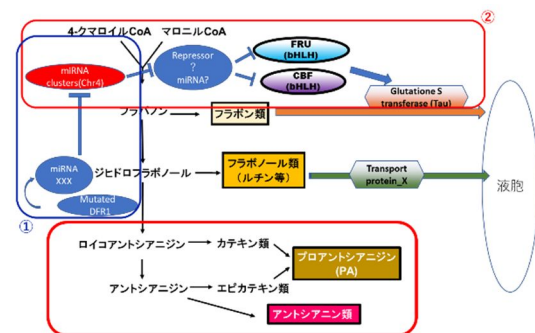 ②
4-クマロイルCoA マロニルCoA
①
miRNA
clusters(Chr4)
Repressor
?
miRNA?
FRU
(bHLH)
CBF
(bHLH)
Glutathione S
transferase (Tau)
フラバノン
フラボン類
miRNA
XXX
ジヒドロフラボノール
フラボノール類
(ルチン等)
Transport
protein_X
液胞
Mutated
DFR1
ロイコアントシアニジン
カテキン類
プロアントシアニジン
(PA)
アントシアニジン
エピカテキン類
アントシアニン類